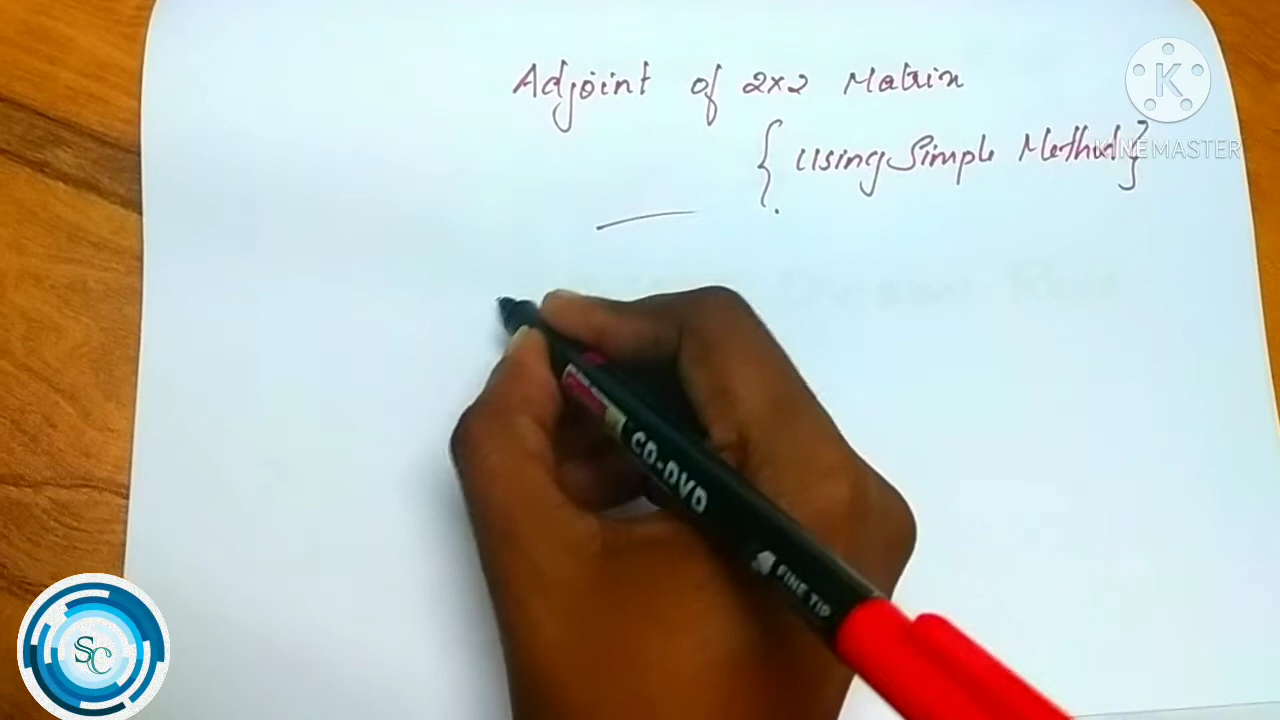 Adjoint of 2x2 Matrix
{Using Simple Method}
K
KINEMASTER
CD-DVD
FINE TIP
SC